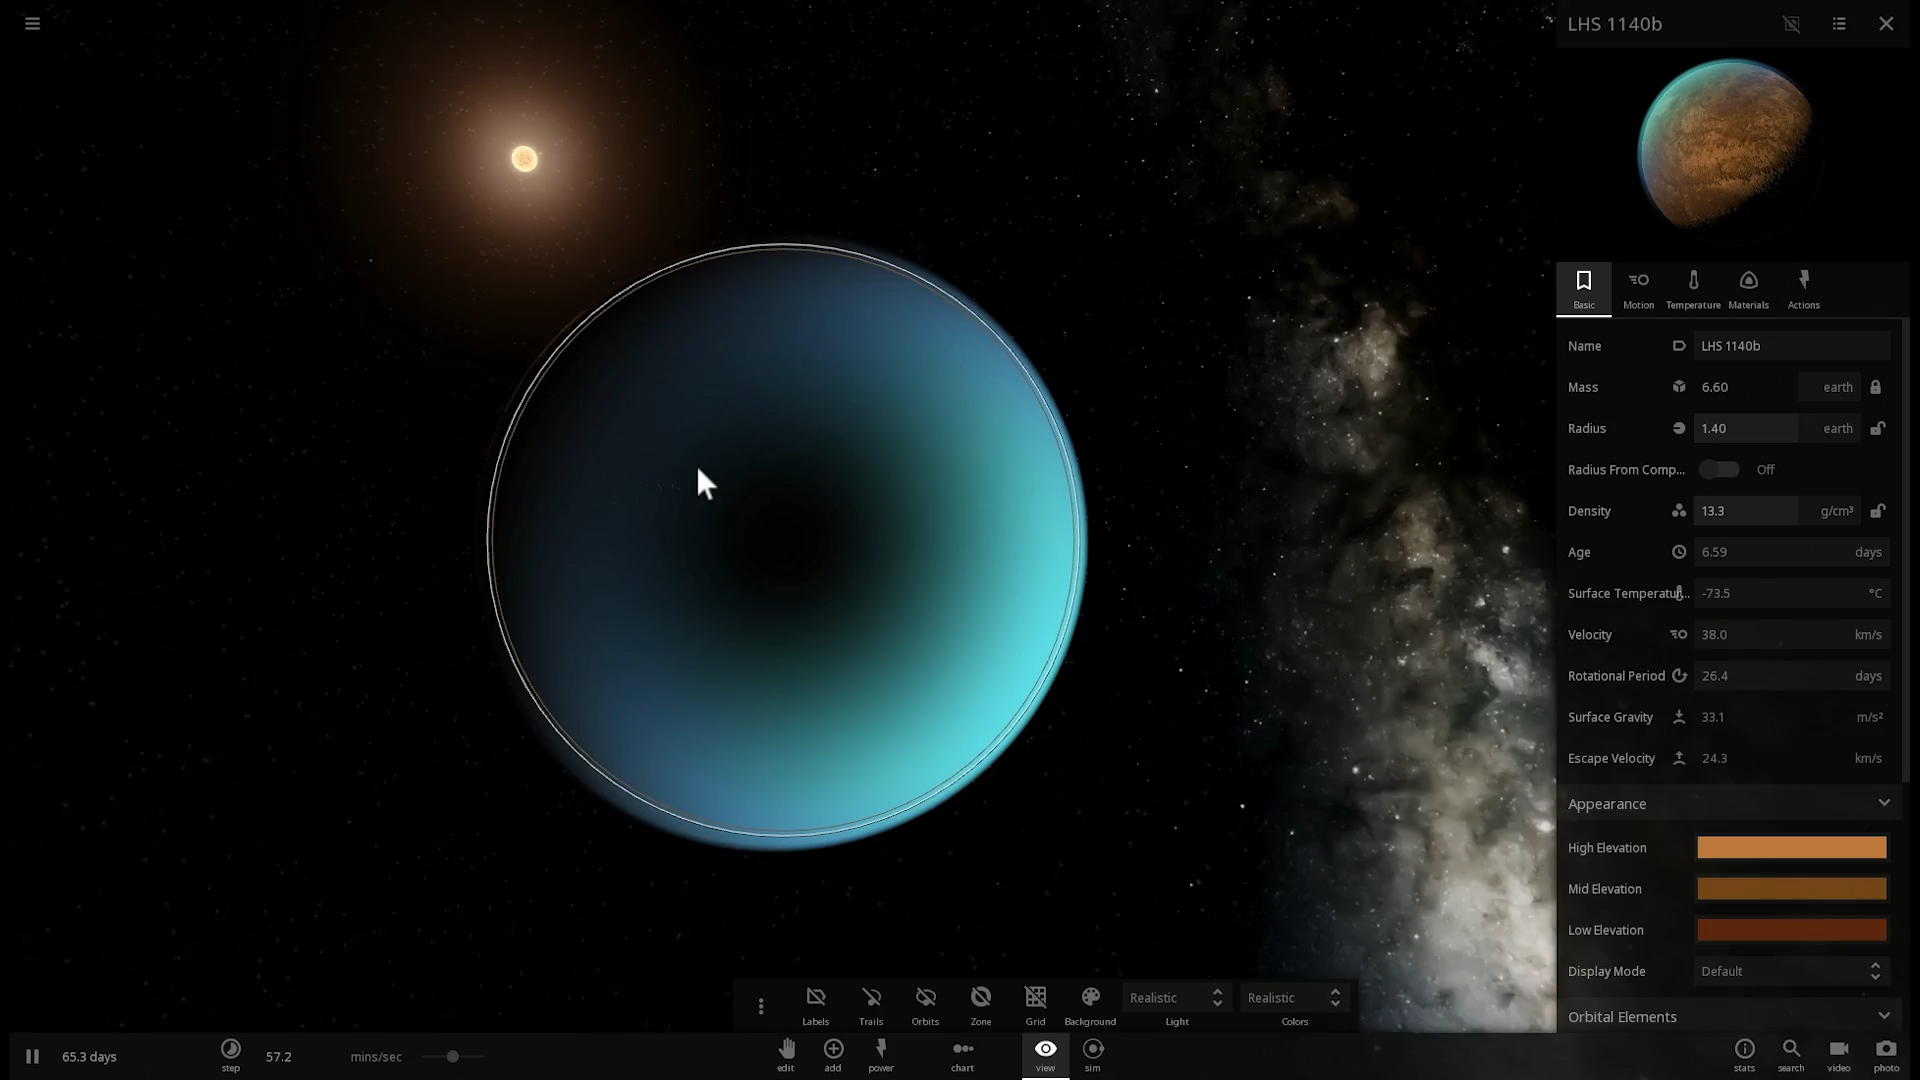 LHS 1140b
Basic
Motion
Temperature
Materials
Actions
Name LHS 1140b
Mass 6.60 earth
Radius 1.40 earth
Radius From Comp... Off
Density 13.3 g/cm³
Age 6.59 days
Surface Temperatur... -73.5 °C
Velocity 38.0 km/s
Rotational Period 26.4 days
Surface Gravity 33.1 m/s²
Escape Velocity 24.3 km/s
Appearance
High Elevation
Mid Elevation
Low Elevation
Display Mode Default
Orbital Elements
Realistic Realistic
Labels Trails Orbits Zone Grid Background Light Colors
65.3 days 57.2 mins/sec
step edit add power chart view sim stats search video photo